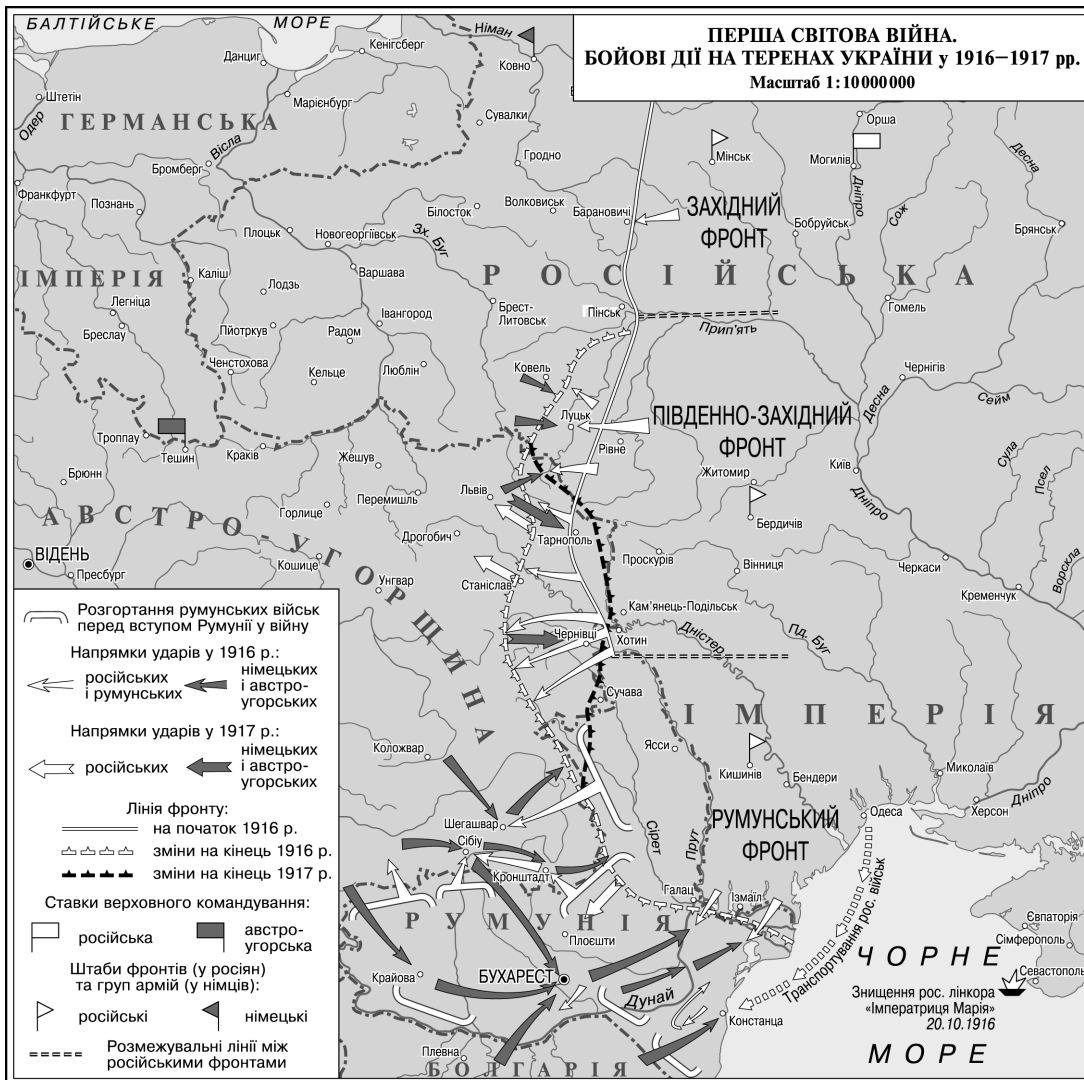 ПЕРША СВІТОВА ВІЙНА.
БОЙОВІ ДІЇ НА ТЕРЕНАХ УКРАЇНИ у 1916–1917 рр.
Масштаб 1:10000000
БАЛТІЙСЬКЕ МОРЕ
Німан
Кенігсберг
Ковно
Данциг
Штетін
Марієнбург
Сувалки
Орша
Одер
ГЕРМАНСЬКА
Вісла
Гродно
Мінськ
Могилів
Десна
Бромберг
Франкфурт
Познань
Білосток
Волковиськ
Барановичі
ЗАХІДНИЙ
ФРОНТ
Дніпро
Сож
Бобруйськ
Брянськ
Плоцьк
Новогеоргіївськ
Зх. Буг
ІМПЕРІЯ
Каліш
Варшава
РОСІЙСЬКА
Лодзь
Легніца
Бреслау
Пйотркув
Радом
Івангород
Брест-
Литовськ
Пінськ
Гомель
Прип'ять
Ченстохова
Кельце
Люблін
Ковель
Чернігів
Десна
Сейм
Луцьк
ПІВДЕННО-ЗАХІДНИЙ
ФРОНТ
Троппау
Тешин
Краків
Жешув
Рівне
Житомир
Київ
Сула
Псел
Брюнн
Перемишль
Львів
Бердичів
Дніпро
АВСТРО-УГОРЩИНА
Горлице
Дрогобич
Тарнополь
ВІДЕНЬ
Пресбург
Кошице
Унгвар
Станіслав
Проскурів
Вінниця
Черкаси
Ворскла
Кременчук
Кам'янець-Подільськ
Чернівці
Хотин
Дністер
Пд. Буг
Сучава
ІМПЕРІЯ
Коложвар
Ясси
Кишинів
Бендери
Миколаїв
Одеса
Херсон
Дніпро
Шегашвар
Сібіу
Кронштадт
Сірет
Прут
РУМУНСЬКИЙ
ФРОНТ
Галац
Ізмаїл
РУМУНІЯ
Плоєшти
Крайова
БУХАРЕСТ
Дунай
Констанца
Плевна
БОЛГАРІЯ
Транспортування рос. військ
Євпаторія
Сімферополь
Севастополь
ЧОРНЕ
Знищення рос. лінкора
«Імператриця Марія»
20.10.1916
МОРЕ
Розгортання румунських військ
перед вступом Румунії у війну
Напрямки ударів у 1916 р.:
російських
і румунських
німецьких
і австро-
угорських
Напрямки ударів у 1917 р.:
російських
німецьких
і австро-
угорських
Лінія фронту:
на початок 1916 р.
зміни на кінець 1916 р.
зміни на кінець 1917 р.
Ставки верховного командування:
російська
австро-
угорська
Штаби фронтів (у росіян)
та груп армій (у німців):
російські
німецькі
Розмежувальні лінії між
російськими фронтами